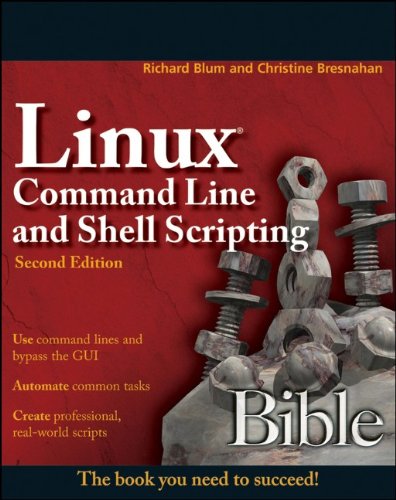 Richard Blum and Christine Bresnahan
Linux®
Command Line
and Shell Scripting
Second Edition
Use command lines and
bypass the GUI
Automate common tasks
Create professional,
real-world scripts
Bible
The book you need to succeed!